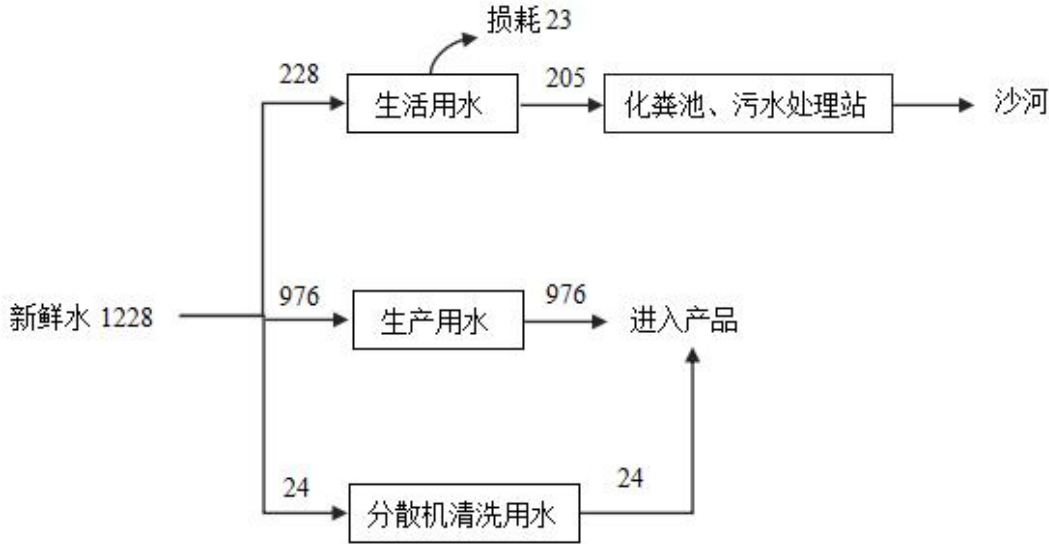 损耗 23
228
生活用水
205
化粪池、污水处理站
沙河
新鲜水 1228
976
生产用水
976
进入产品
24
分散机清洗用水
24